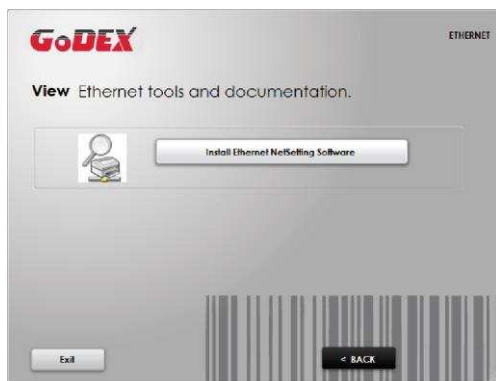 GoDEX
ETHERNET
View Ethernet tools and documentation.
Install Ethernet NetSetting Software
Exit
< BACK